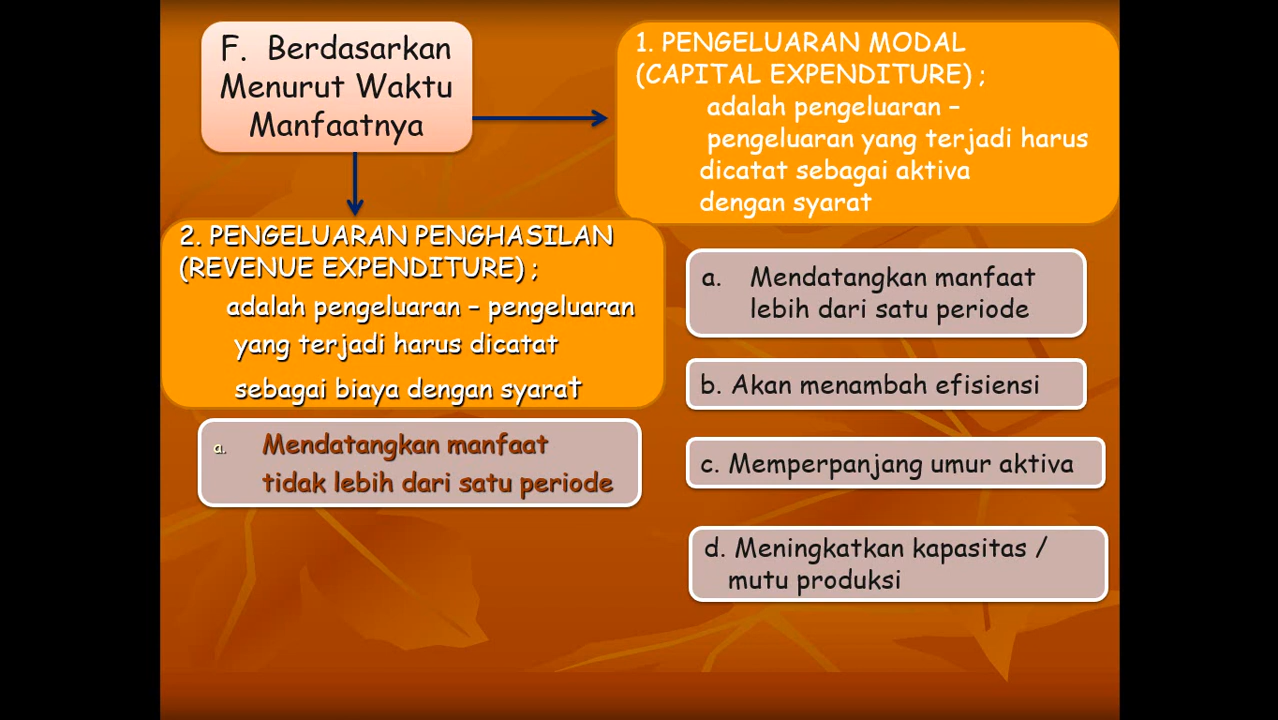 F. Berdasarkan
Menurut Waktu
Manfaatnya
1. PENGELUARAN MODAL
(CAPITAL EXPENDITURE) ;
adalah pengeluaran –
pengeluaran yang terjadi harus
dicatat sebagai aktiva
dengan syarat
a. Mendatangkan manfaat
lebih dari satu periode
b. Akan menambah efisiensi
c. Memperpanjang umur aktiva
d. Meningkatkan kapasitas /
mutu produksi
2. PENGELUARAN PENGHASILAN
(REVENUE EXPENDITURE) ;
adalah pengeluaran – pengeluaran
yang terjadi harus dicatat
sebagai biaya dengan syarat
a. Mendatangkan manfaat
tidak lebih dari satu periode